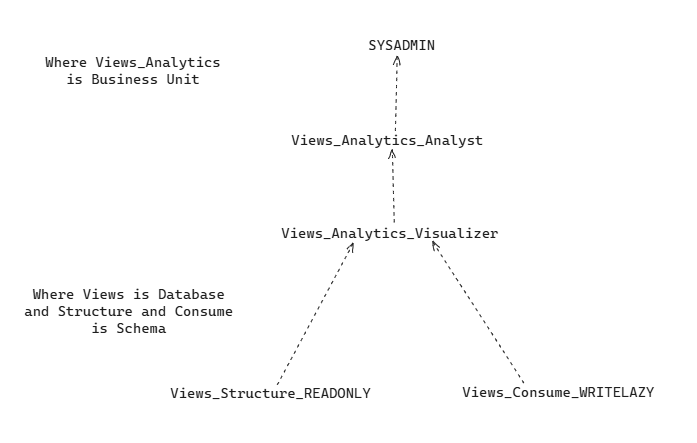 SYSADMIN
Where Views_Analytics
is Business Unit
Views_Analytics_Analyst
Views_Analytics_Visualizer
Where Views is Database
and Structure and Consume
is Schema
Views_Structure_READONLY
Views_Consume_WRITELAZY